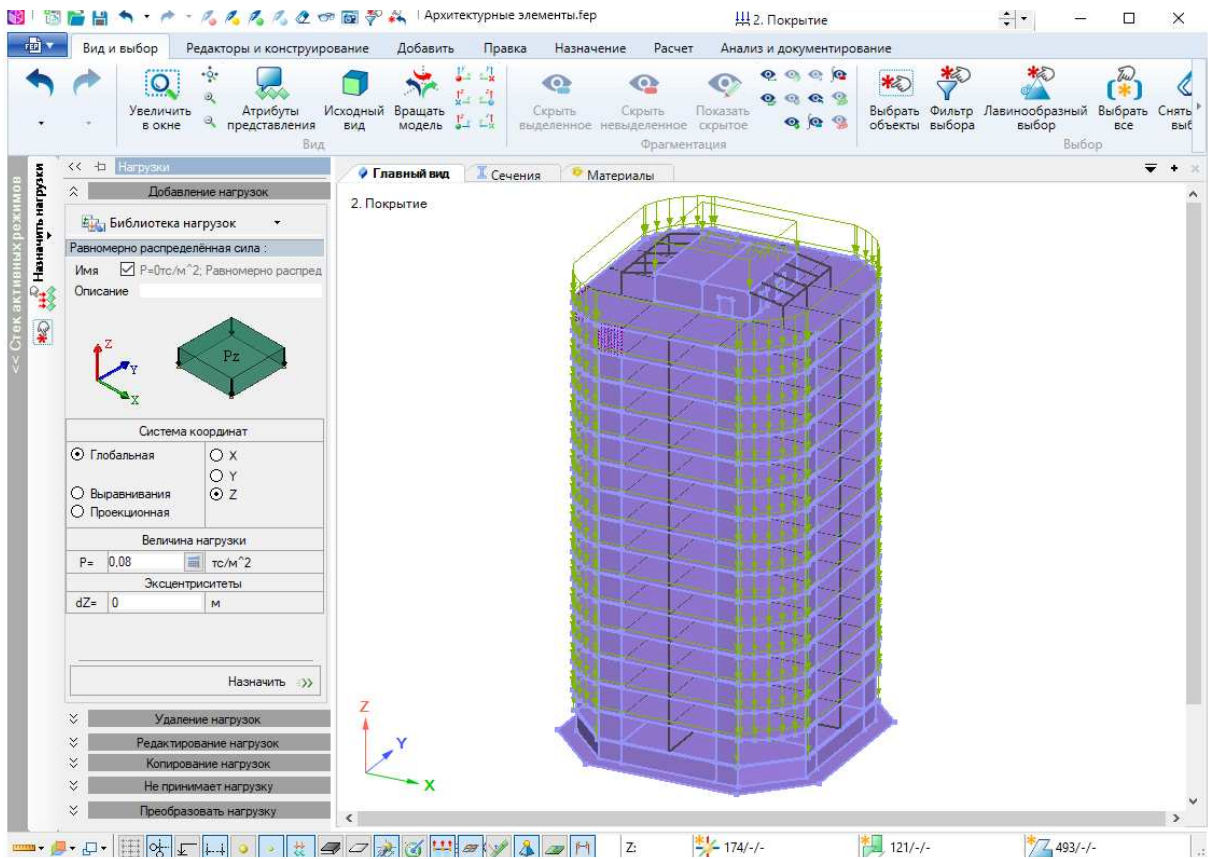 Архитектурные элементы.fep
2. Покрытие
FEP
Вид и выбор Редакторы и конструирование Добавить Правка Назначение Расчет Анализ и документирование
Увеличить в окне
Атрибуты представления
Исходный вид
Вращать модель
Скрыть выделенное
Скрыть невыделенное
Показать скрытое
Выбрать объекты
Фильтр выбора
Лавинообразный выбор
Выбрать все
Снять выб
Вид
Фрагментация
Выбор
<< Стек активных режимов
Назначить нагрузки
<< Нагрузки
Добавление нагрузок
Библиотека нагрузок
Равномерно распределённая сила :
Имя P=0тс/м^2; Равномерно распред
Описание
Z
Y
X
Pz
Система координат
Глобальная
Выравнивания
Проекционная
X
Y
Z
Величина нагрузки
P= 0,08 тс/м^2
Эксцентриситеты
dZ= 0 м
Назначить
Удаление нагрузок
Редактирование нагрузок
Копирование нагрузок
Не принимает нагрузку
Преобразовать нагрузку
Главный вид Сечения Материалы
2. Покрытие
Z
Y
X
Z: 174/-/- 121/-/- 493/-/-